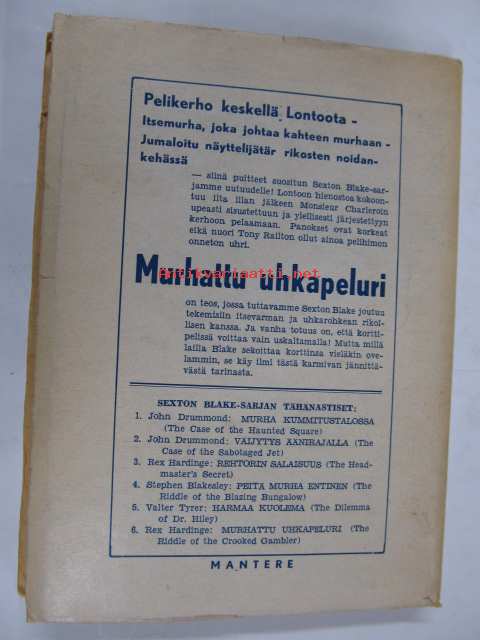 Pelikerho keskellä Lontoota -
Itsemurha, joka johtaa kahteen murhaan -
Jumaloitu näyttelijätär rikosten noidan-
kehässä
— siinä puitteet suositun Sexton Blake-sar-
jamme uutuudelle! Lontoon hienostoa kokoon-
tuu ilta illan jälkeen Monsieur Charleroin
upeasti sisustettuun ja ylellisesti järjestettyyn
kerhoon pelaamaan. Panokset ovat korkeat
eikä nuori Tony Railton ollut ainoa pelihimon
onneton uhri.
Murhattu uhkapeluri
Antikvariaatti.net
on teos, jossa tuttavamme Sexton Blake joutuu
tekemisiin itsevarman ja uhkarohkean rikol-
lisen kanssa. Ja vanha totuus on, että kortti-
pelissä voittaa vain uskaltamalla! Mutta millä
lailla Blake sekoittaa korttinsa vieläkin ove-
lammin, se käy ilmi tästä karmivan jännittä-
västä tarinasta.
SEXTON BLAKE-SARJAN TÄHÄNASTISET:
1. John Drummond: MURHA KUMMITUSTALOSSA
(The Case of the Haunted Square)
2. John Drummond: VÄIJYTYS ÄÄNIRAJALLA (The
Case of the Sabotaged Jet)
3. Rex Hardinge: REHTORIN SALAISUUS (The Head-
master's Secret)
4. Stephen Blakesley: PEITÄ MURHA ENTINEN (The
Riddle of the Blazing Bungalow)
5. Valter Tyrer: HARMAA KUOLEMA (The Dilemma
of Dr. Hiley)
6. Rex Hardinge: MURHATTU UHKAPELURI (The
Riddle of the Crooked Gambler)
MANTERE